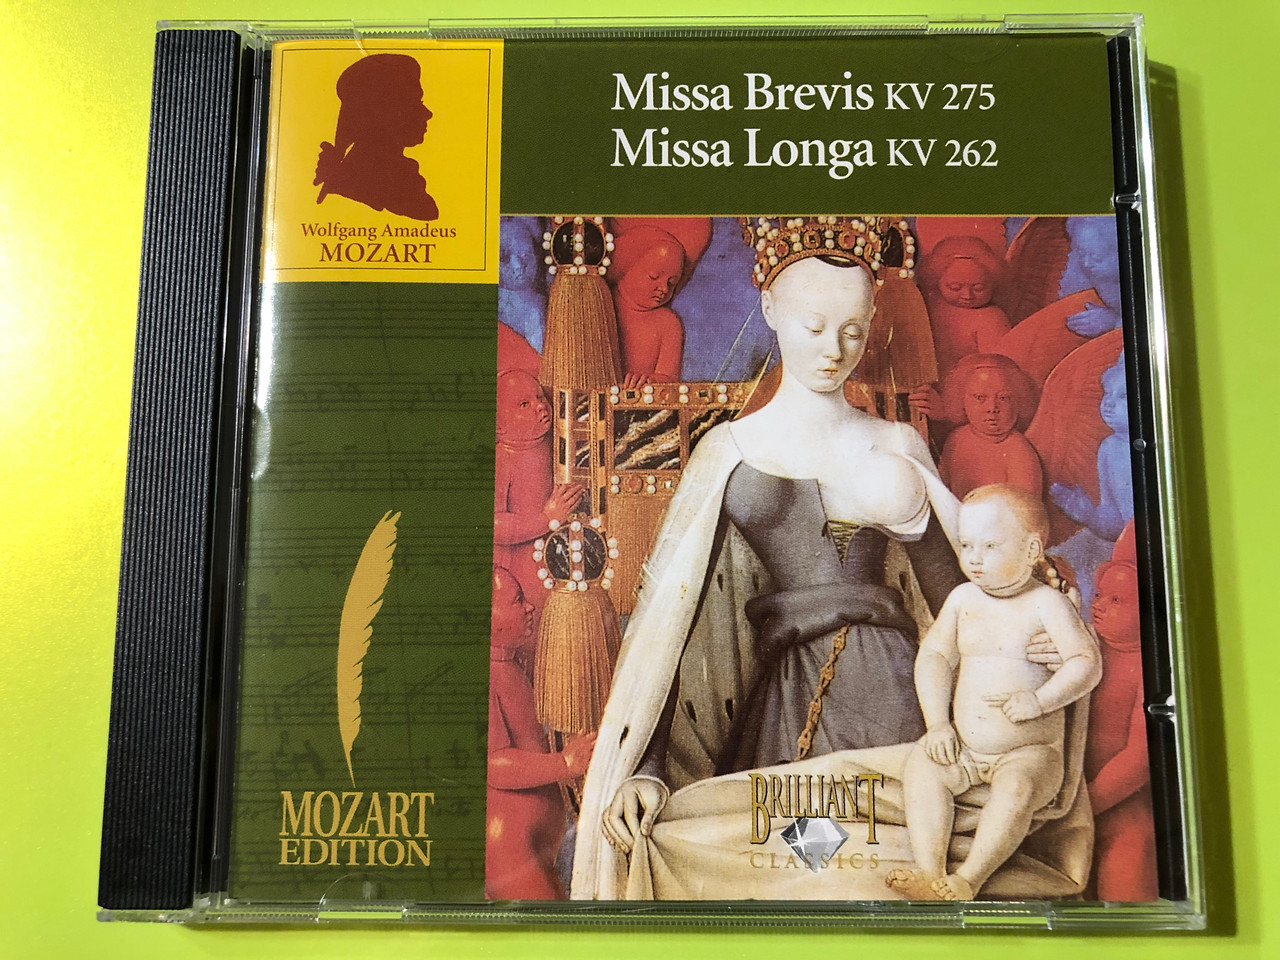 Missa Brevis KV 275
Missa Longa KV 262
Wolfgang Amadeus
MOZART
MOZART
EDITION
BRILLIANT
CLASSICS